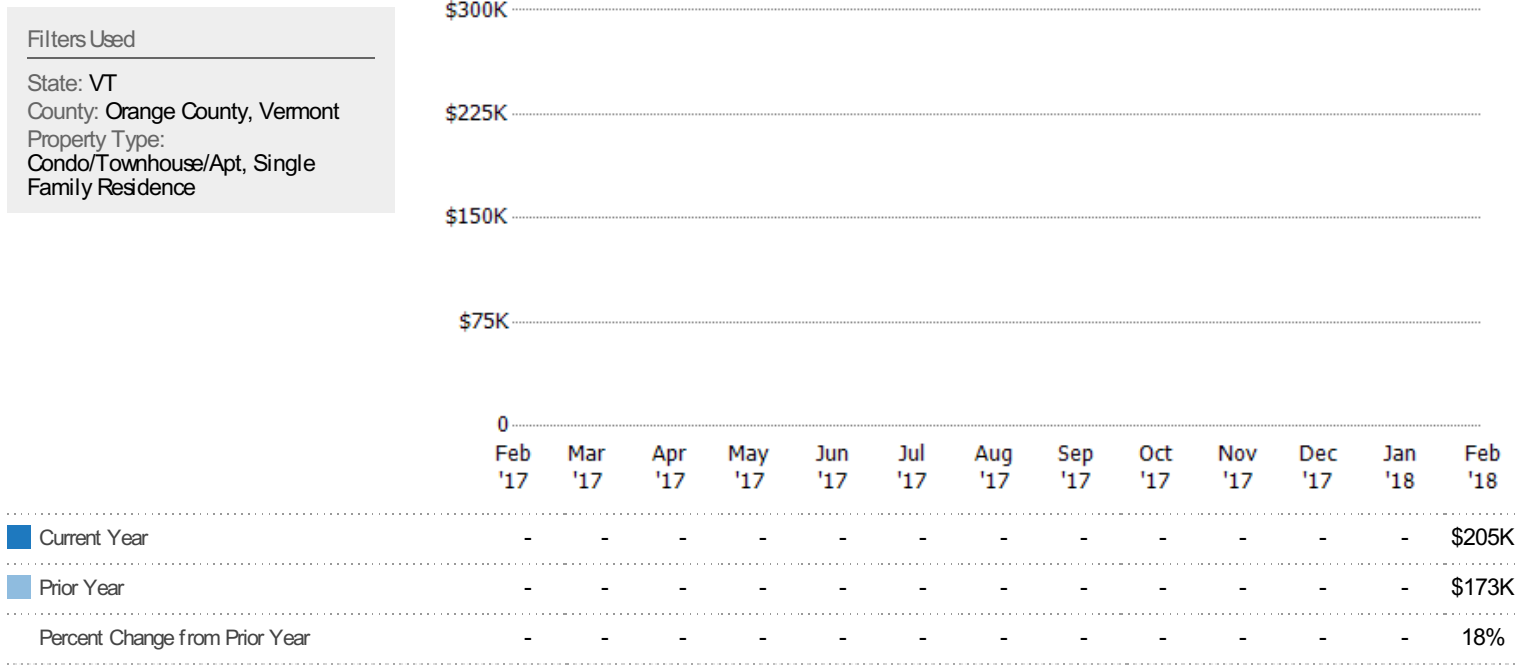 Filters Used
State: VT
County: Orange County, Vermont
Property Type:
Condo/Townhouse/Apt, Single
Family Residence
$300K
$225K
$150K
$75K
0
Feb Mar Apr May Jun Jul Aug Sep Oct Nov Dec Jan Feb
'17 '17 '17 '17 '17 '17 '17 '17 '17 '17 '17 '18 '18
Current Year - - - - - - - - - - - - $205K
Prior Year - - - - - - - - - - - - $173K
Percent Change from Prior Year - - - - - - - - - - - - 18%